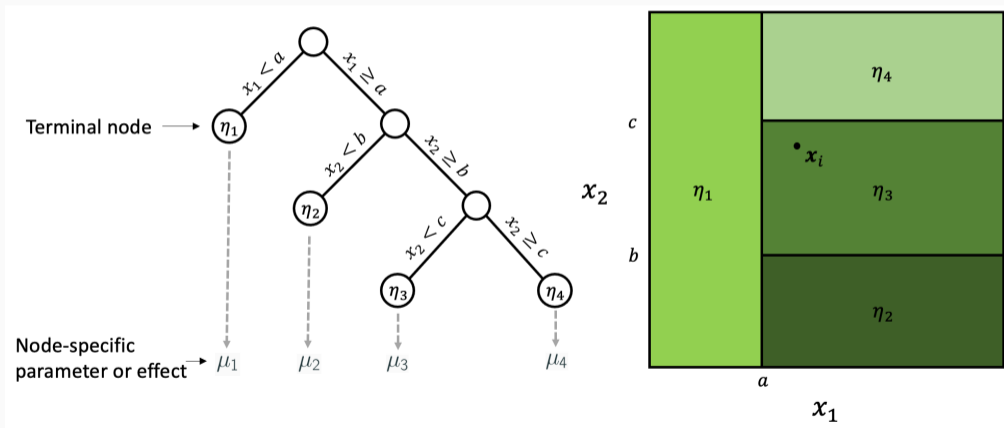 x₁ < a
x₁ ≥ a
Terminal node
η₁
x₂ < b
x₂ ≥ b
η₂
x₂ < c
x₂ ≥ c
η₃
η₄
Node-specific
parameter or effect
μ₁
μ₂
μ₃
μ₄
η₄
c
xᵢ
x₂
η₁
η₃
b
η₂
a
x₁